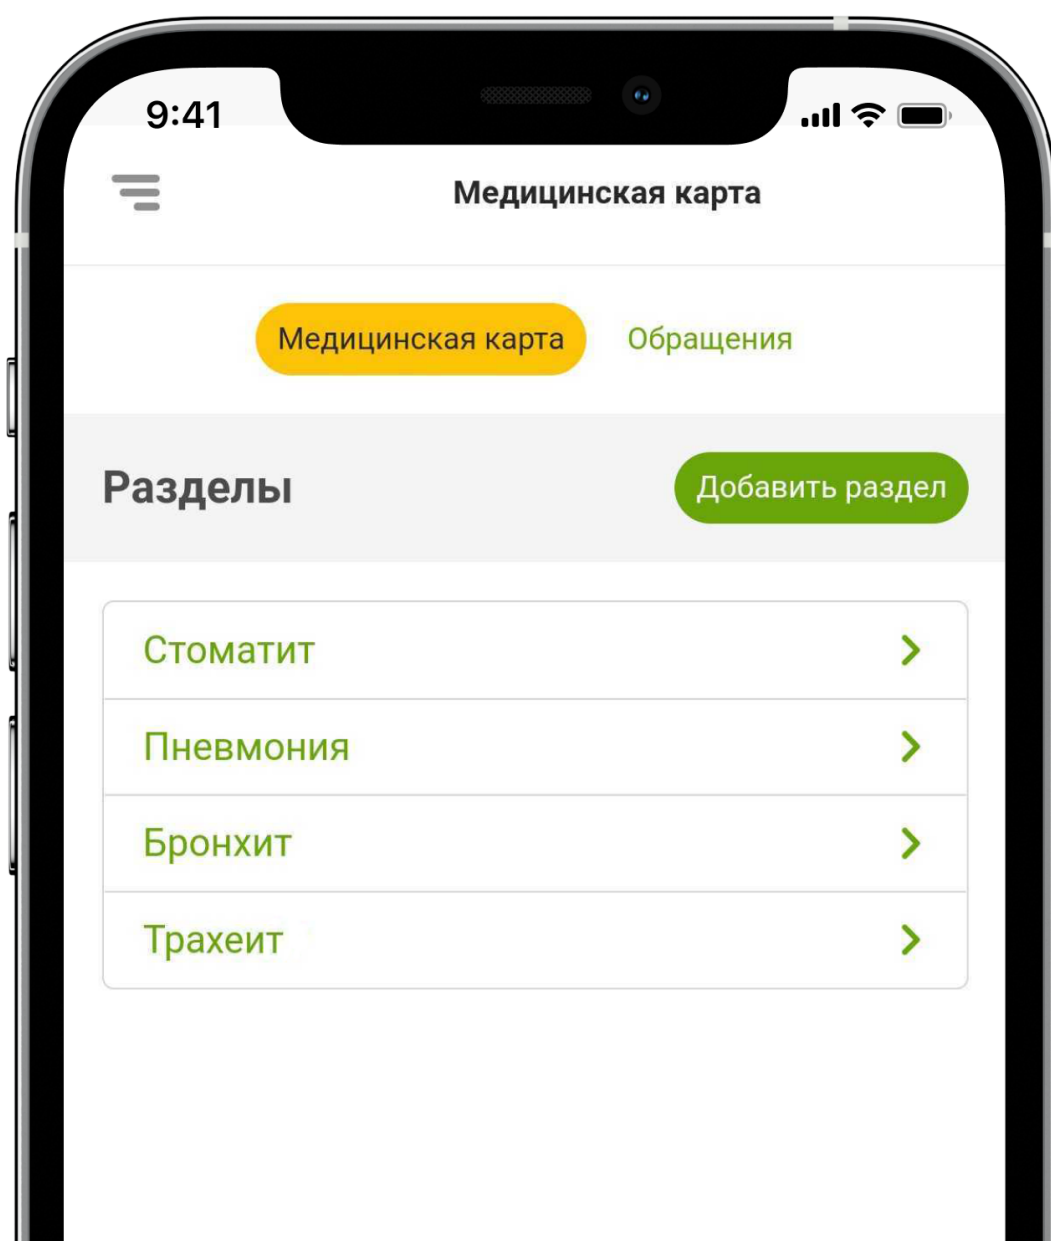 9:41
Медицинская карта
Медицинская карта Обращения
Разделы Добавить раздел
Стоматит
Пневмония
Бронхит
Трахеит